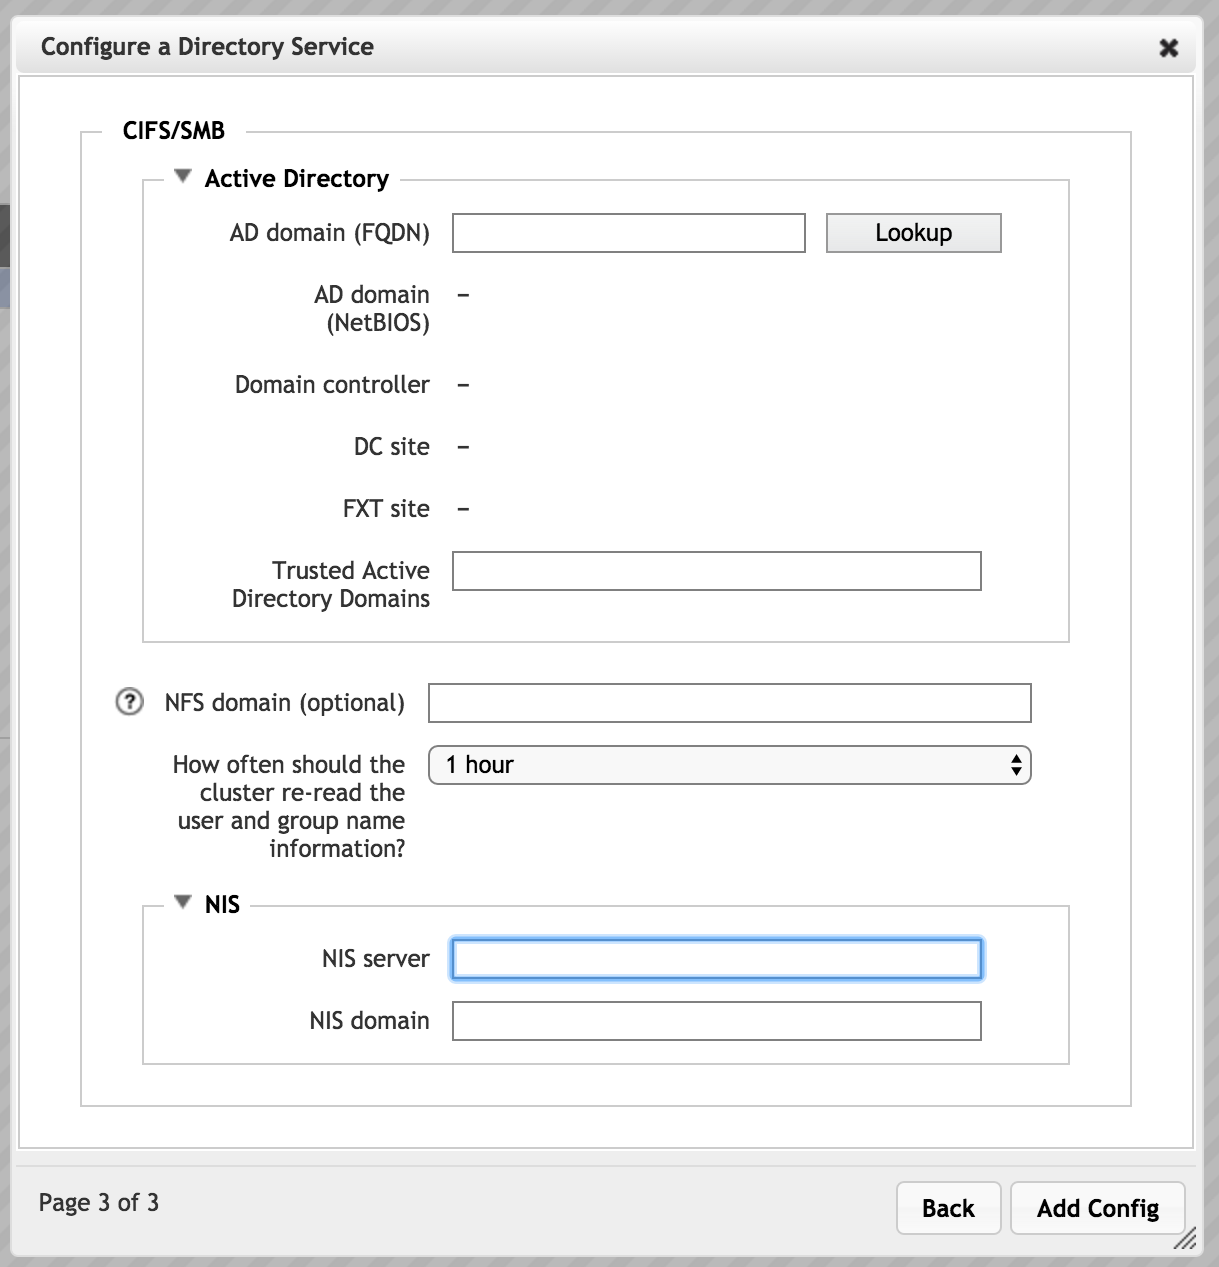 Configure a Directory Service
CIFS/SMB
Active Directory
AD domain (FQDN)
Lookup
AD domain –
(NetBIOS)
Domain controller –
DC site –
FXT site –
Trusted Active
Directory Domains
? NFS domain (optional)
How often should the 1 hour
cluster re-read the
user and group name
information?
NIS
NIS server
NIS domain
Page 3 of 3
Back
Add Config